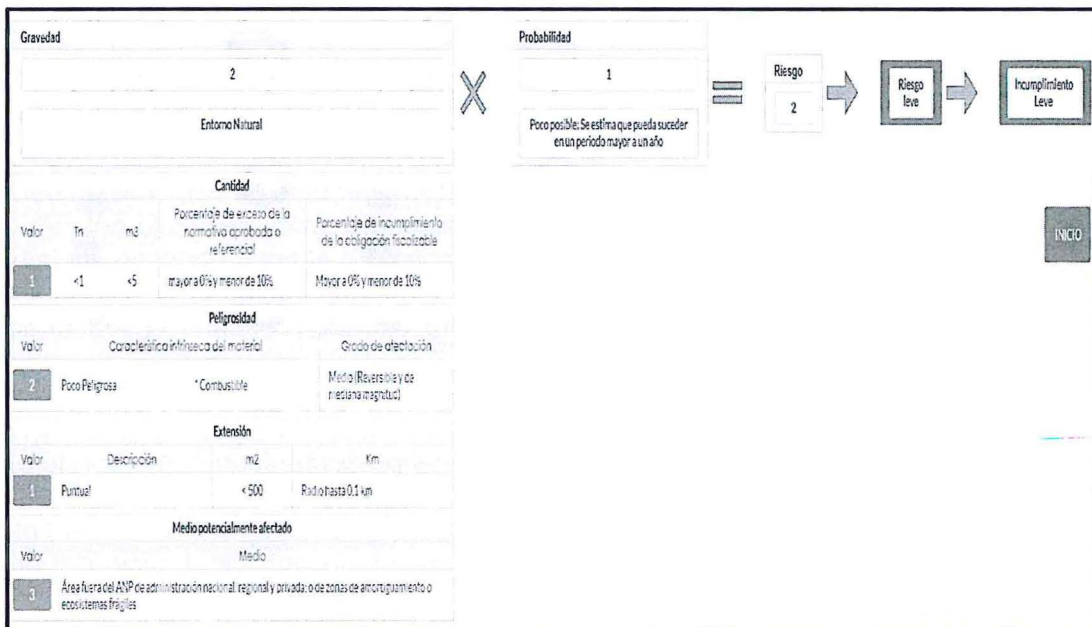 Gravedad
2
Entorno Natural
Probabilidad
1
Poco posible: Se estima que pueda suceder
en un periodo mayor a un año
Riesgo
2
Riesgo
leve
Incumplimiento
Leve
Cantidad
Valor Tn m3 Porcentaje de exceso de la
normativa aprobada o
referencial Porcentaje de incumplimiento
de la obligación fiscalizable
1 <1 <5 mayor a 0% y menor de 10% Mayor a 0% y menor de 10%
INICIO
Peligrosidad
Valor Característica intrínseca del material Grado de afectación
2 Poco Peligrosa * Combustible Medio (Reversible y de
mediana magnitud)
Extensión
Valor Descripción m2 Km
1 Puntual < 500 Radio hasta 0.1 km
Medio potencialmente afectado
Valor Medio
3 Área fuera del ANP de administración nacional, regional y privada; o de zonas de amortiguamiento o
ecosistemas frágiles